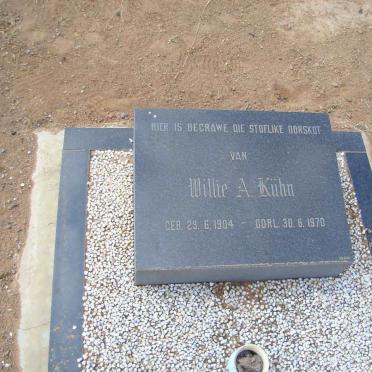 HIER IS BEGRAWE DIE STOFLIKE OORSKOT
VAN
Willie A. Kühn
GEB. 29. 6. 1904 - OORL. 30. 6. 1970